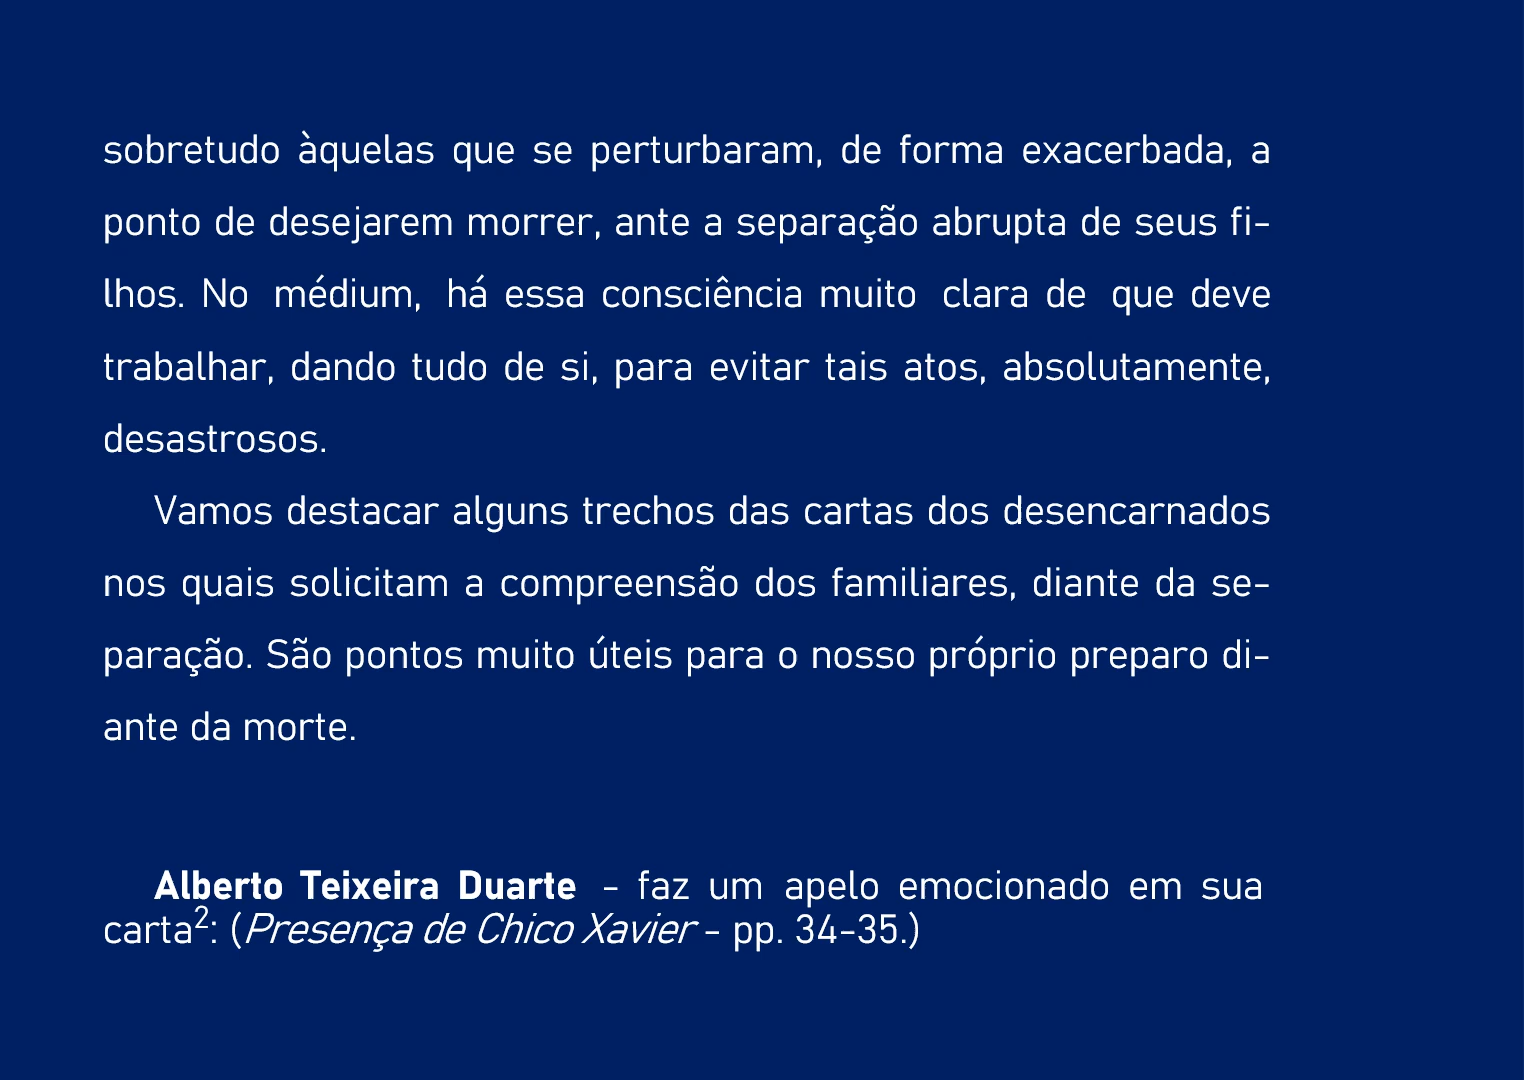 sobretudo àquelas que se perturbaram, de forma exacerbada, a
ponto de desejarem morrer, ante a separação abrupta de seus fi-
lhos. No médium, há essa consciência muito clara de que deve
trabalhar, dando tudo de si, para evitar tais atos, absolutamente,
desastrosos.
Vamos destacar alguns trechos das cartas dos desencarnados
nos quais solicitam a compreensão dos familiares, diante da se-
paração. São pontos muito úteis para o nosso próprio preparo di-
ante da morte.
Alberto Teixeira Duarte - faz um apelo emocionado em sua
carta²: (Presença de Chico Xavier - pp. 34-35.)